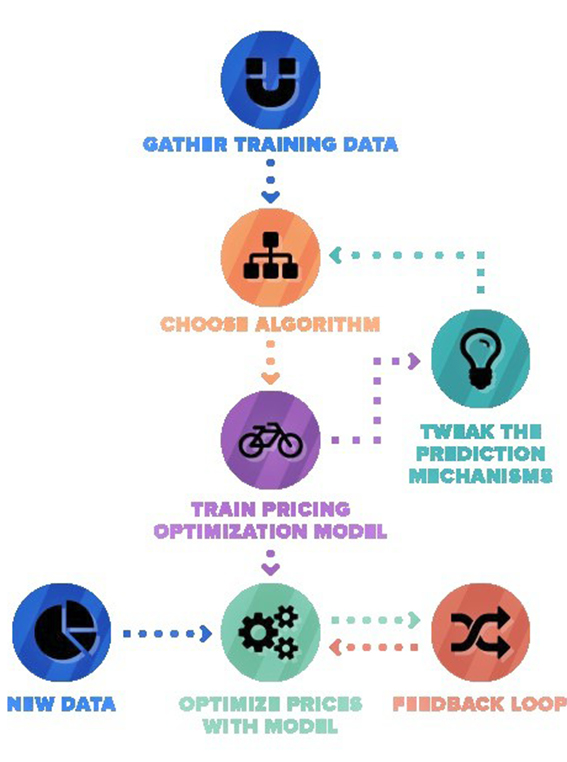 GATHER TRAINING DATA
CHOOSE ALGORITHM
TWEAK THE
PREDICTION
MECHANISMS
TRAIN PRICING
OPTIMIZATION MODEL
NEW DATA
OPTIMIZE PRICES
WITH MODEL
FEEDBACK LOOP